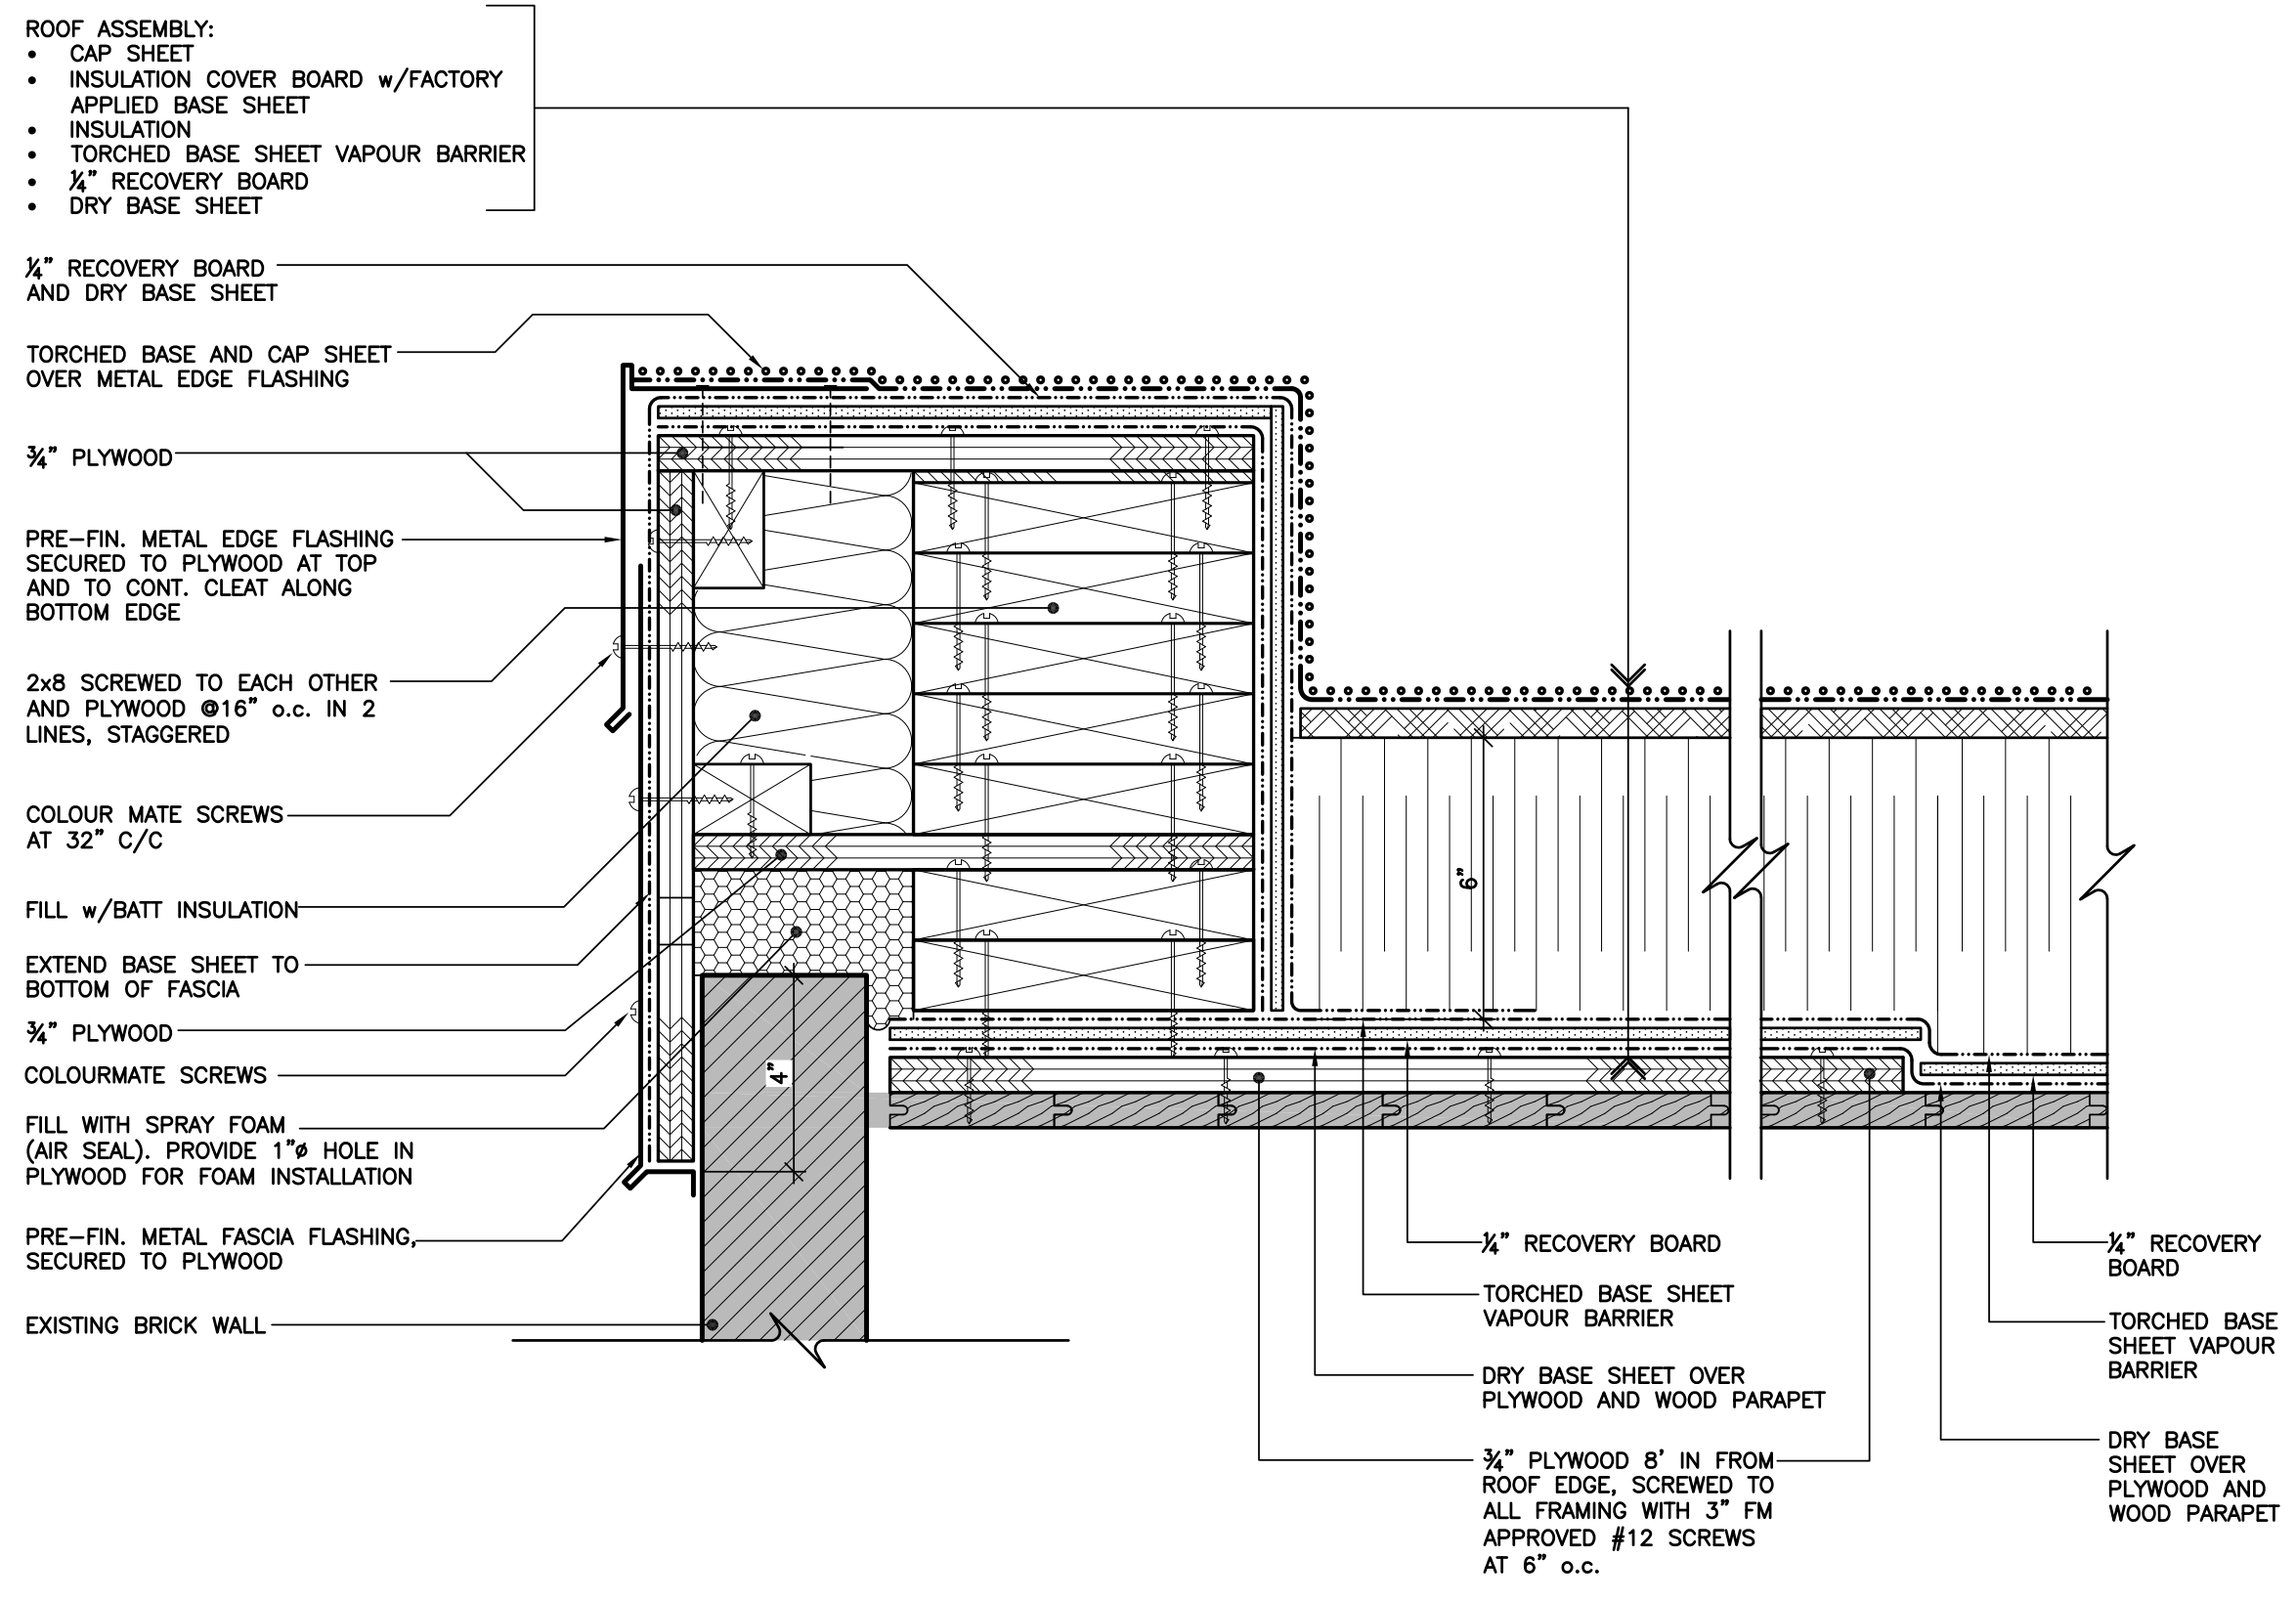 ROOF ASSEMBLY:
• CAP SHEET
• INSULATION COVER BOARD w/FACTORY
APPLIED BASE SHEET
• INSULATION
• TORCHED BASE SHEET VAPOUR BARRIER
• ¼" RECOVERY BOARD
• DRY BASE SHEET
¼" RECOVERY BOARD
AND DRY BASE SHEET
TORCHED BASE AND CAP SHEET
OVER METAL EDGE FLASHING
¾" PLYWOOD
PRE-FIN. METAL EDGE FLASHING
SECURED TO PLYWOOD AT TOP
AND TO CONT. CLEAT ALONG
BOTTOM EDGE
2x8 SCREWED TO EACH OTHER
AND PLYWOOD @16" o.c. IN 2
LINES, STAGGERED
COLOUR MATE SCREWS
AT 32" C/C
FILL w/BATT INSULATION
EXTEND BASE SHEET TO
BOTTOM OF FASCIA
¾" PLYWOOD
COLOURMATE SCREWS
FILL WITH SPRAY FOAM
(AIR SEAL). PROVIDE 1"ø HOLE IN
PLYWOOD FOR FOAM INSTALLATION
PRE-FIN. METAL FASCIA FLASHING,
SECURED TO PLYWOOD
EXISTING BRICK WALL
4"
6"
¼" RECOVERY BOARD
TORCHED BASE SHEET
VAPOUR BARRIER
DRY BASE SHEET OVER
PLYWOOD AND WOOD PARAPET
¾" PLYWOOD 8' IN FROM
ROOF EDGE, SCREWED TO
ALL FRAMING WITH 3" FM
APPROVED #12 SCREWS
AT 6" o.c.
¼" RECOVERY
BOARD
TORCHED BASE
SHEET VAPOUR
BARRIER
DRY BASE
SHEET OVER
PLYWOOD AND
WOOD PARAPET